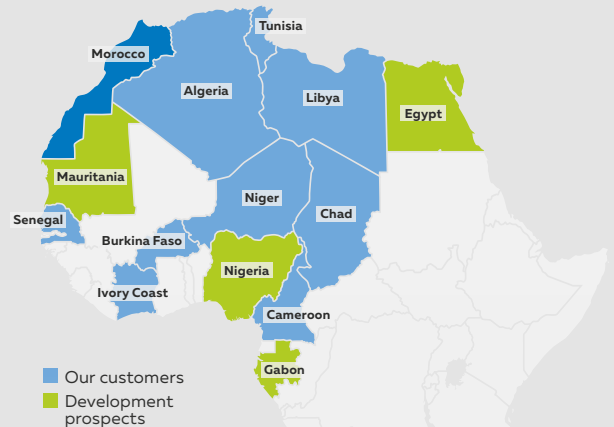 Tunisia
Morocco
Algeria
Libya
Egypt
Mauritania
Niger
Senegal
Chad
Burkina Faso
Nigeria
Ivory Coast
Cameroon
Gabon
Our customers
Development
prospects